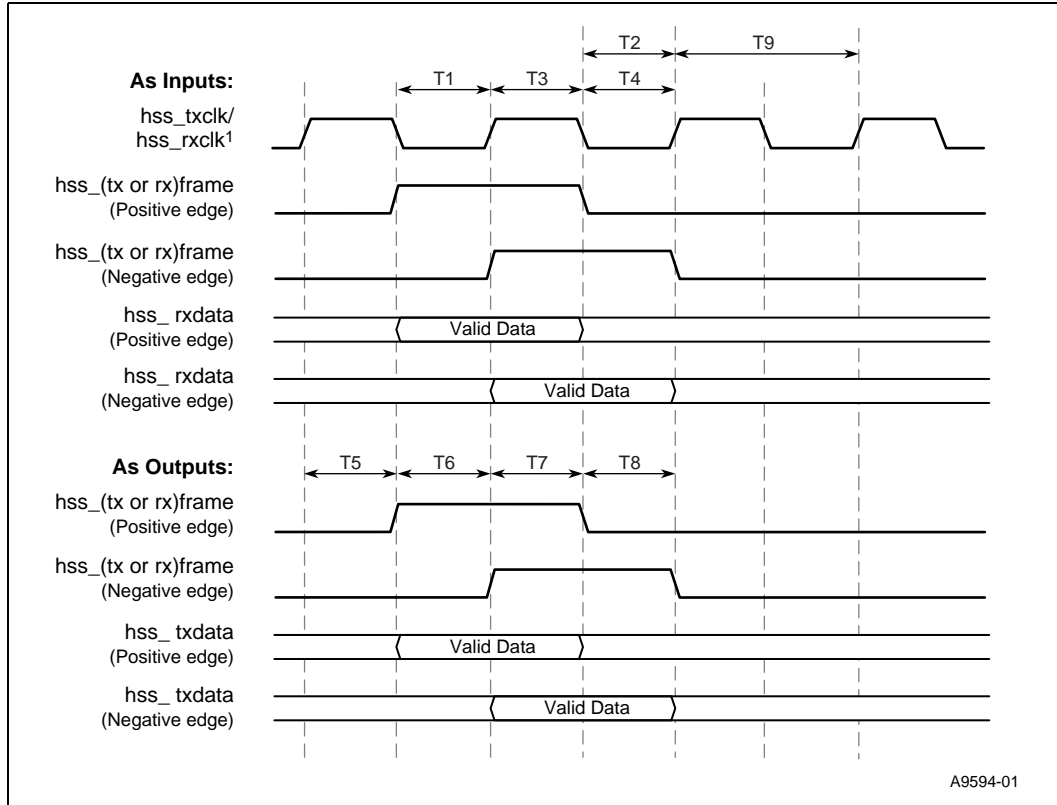 T2 T9
As Inputs: T1 T3 T4
hss_txclk/
hss_rxclk1
hss_(tx or rx)frame
(Positive edge)
hss_(tx or rx)frame
(Negative edge)
hss_ rxdata
(Positive edge)
Valid Data
hss_ rxdata
(Negative edge)
Valid Data
As Outputs: T5 T6 T7 T8
hss_(tx or rx)frame
(Positive edge)
hss_(tx or rx)frame
(Negative edge)
hss_ txdata
(Positive edge)
Valid Data
hss_ txdata
(Negative edge)
Valid Data
A9594-01